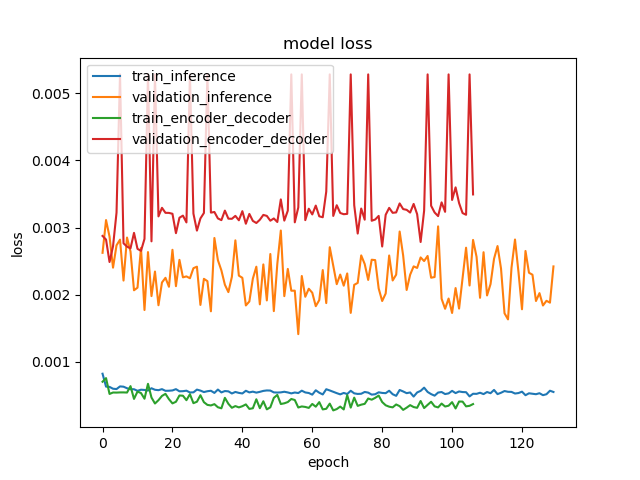 model loss
train_inference
validation_inference
train_encoder_decoder
validation_encoder_decoder
0.005
0.004
0.003
0.002
0.001
loss
0 20 40 60 80 100 120
epoch